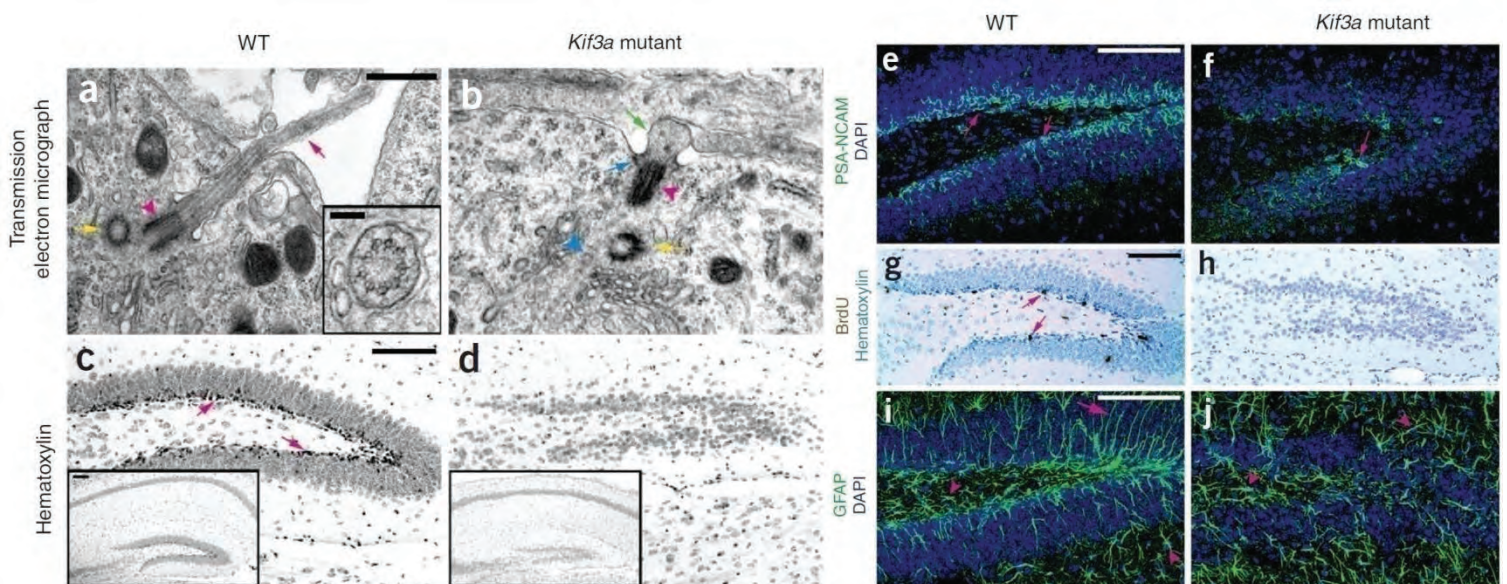 WT
Kif3a mutant
WT
Kif3a mutant
Transmission
electron micrograph
a
b
Hematoxylin
c
d
PSA-NCAM
DAPI
e
f
BrdU
Hematoxylin
g
h
GFAP
DAPI
i
j